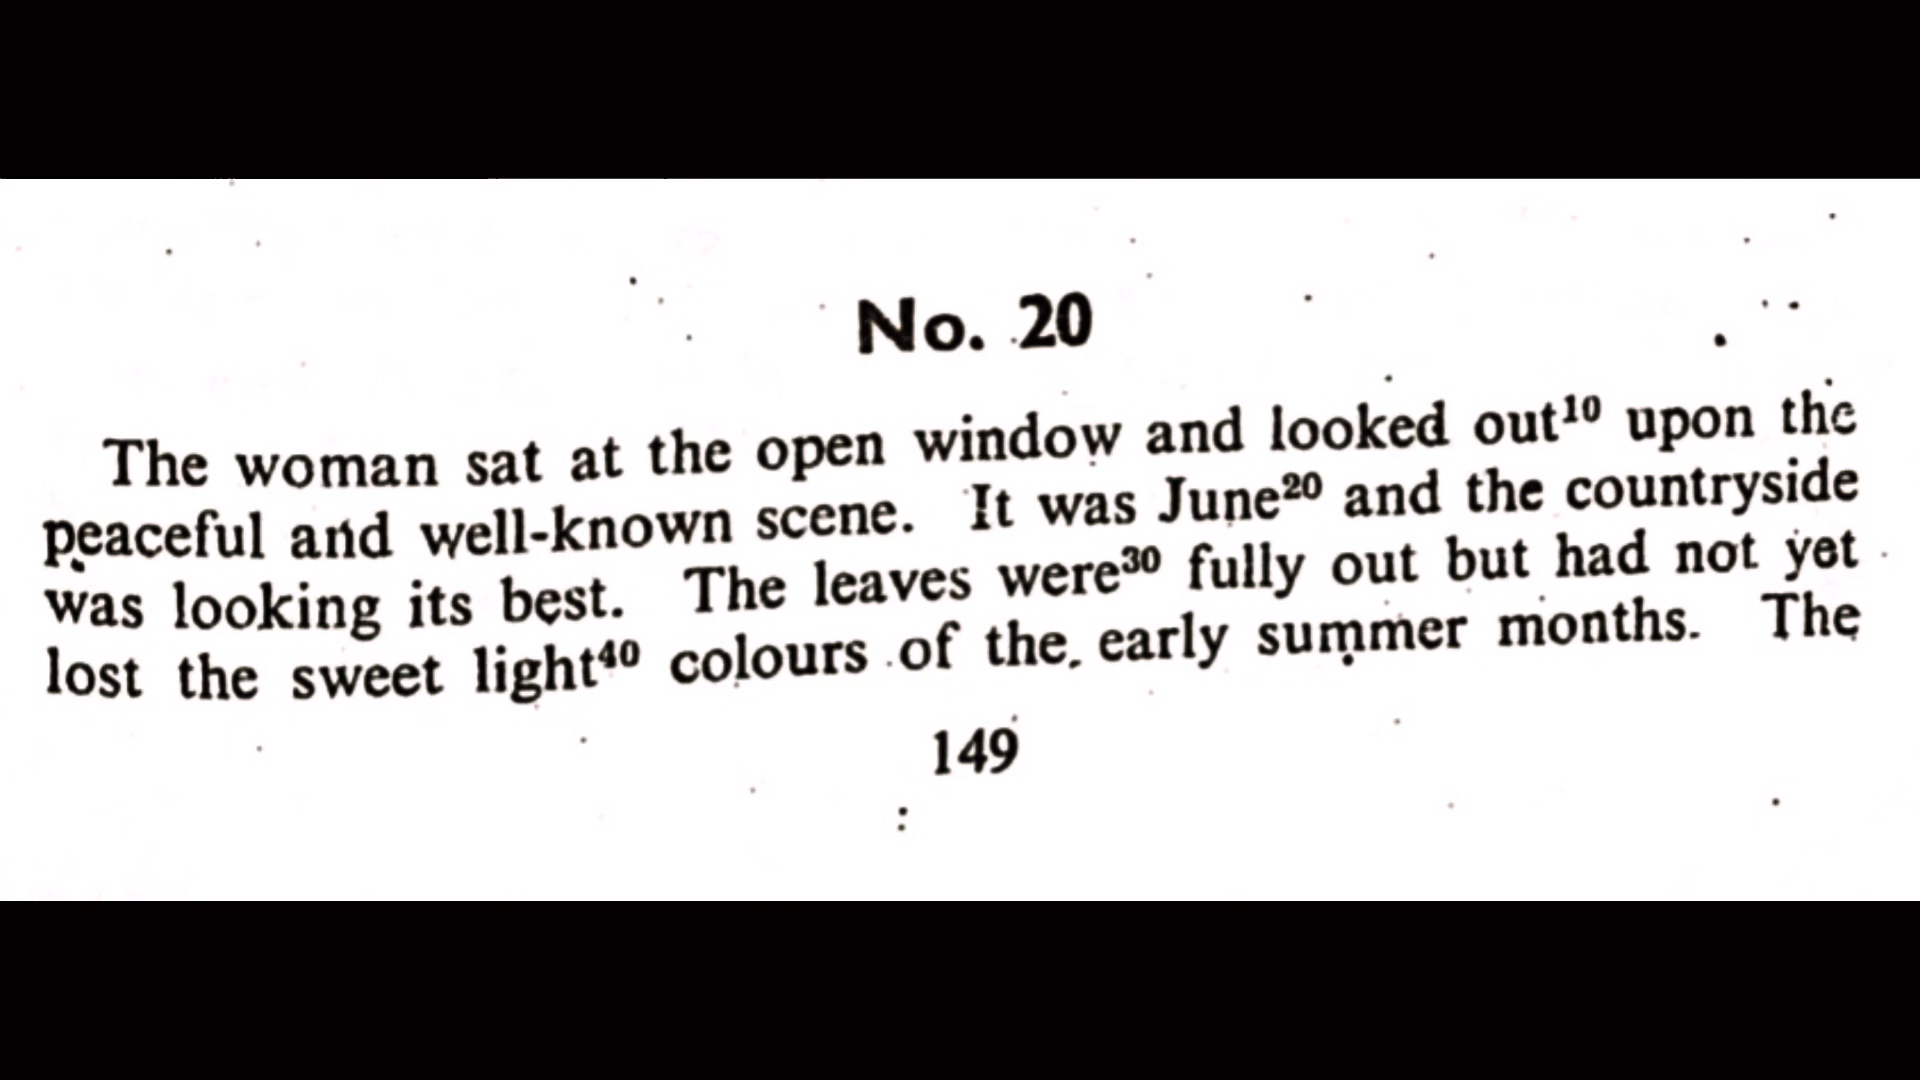 No. 20
The woman sat at the open window and looked out¹⁰ upon the
peaceful and well-known scene. It was June²⁰ and the countryside
was looking its best. The leaves were³⁰ fully out but had not yet
lost the sweet light⁴⁰ colours of the early summer months. The
149